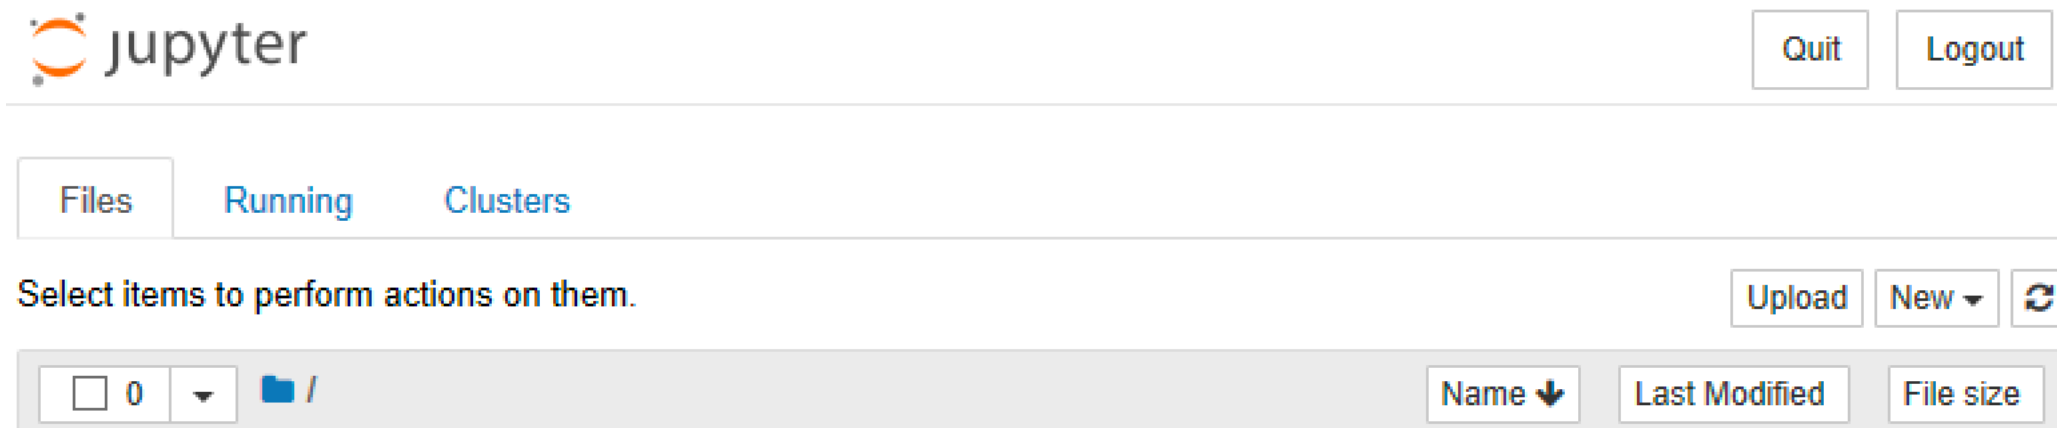 jupyter
Quit Logout
Files Running Clusters
Select items to perform actions on them.
Upload New
0 / Name Last Modified File size